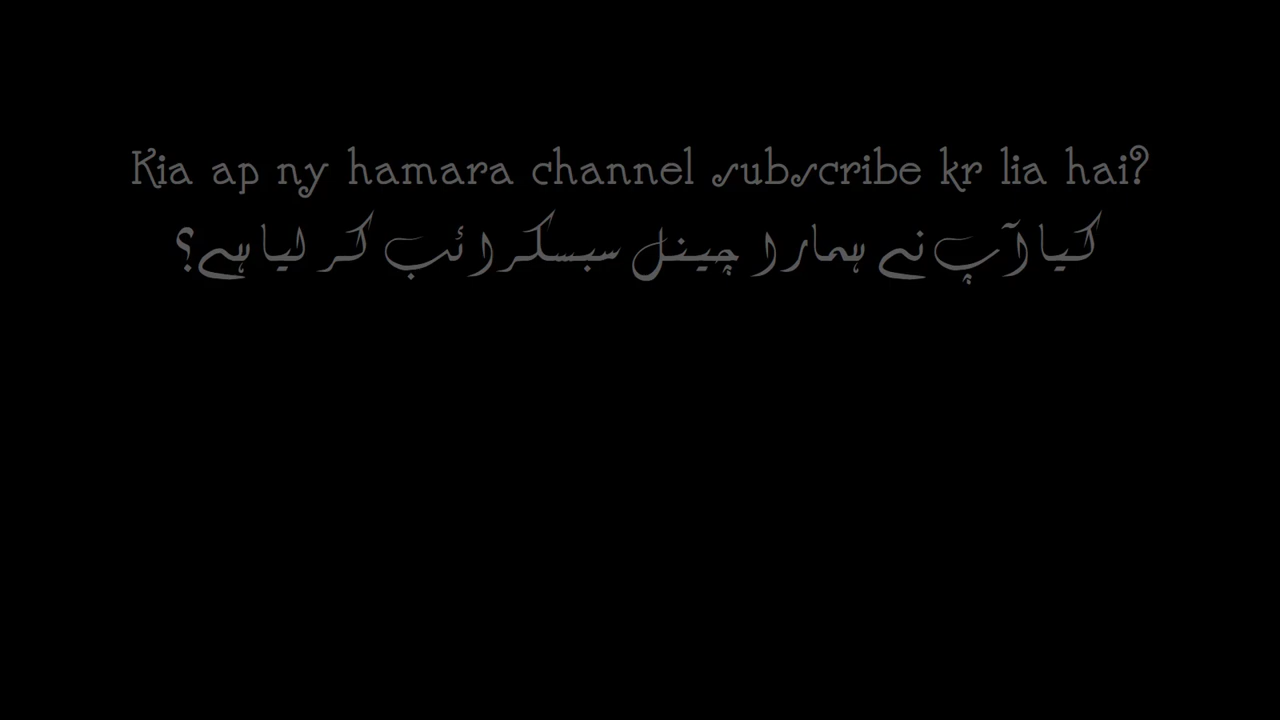 Kia ap ny hamara channel subscribe kr lia hai?
کیا آپ نے ہمارا چینل سبسکرائب کر لیا ہے؟